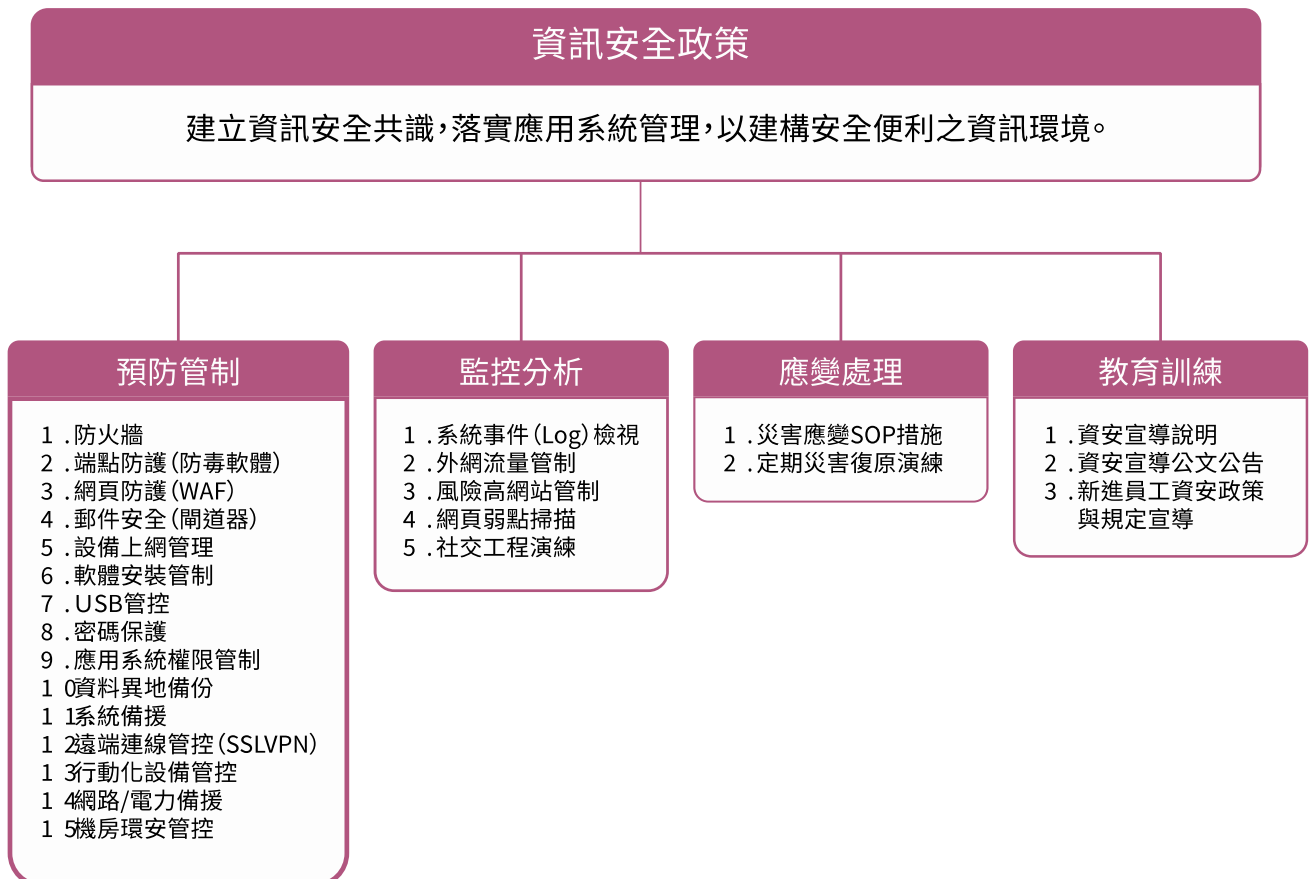 資訊安全政策
建立資訊安全共識，落實應用系統管理，以建構安全便利之資訊環境。
預防管制
1.防火牆
2.端點防護（防毒軟體）
3.網頁防護（WAF）
4.郵件安全（閘道器）
5.設備上網管理
6.軟體安裝管制
7.USB管控
8.密碼保護
9.應用系統權限管制
10資料異地備份
11.系統備援
12遠端連線管控（SSLVPN）
13行動化設備管控
14網路/電力備援
15機房環安管控
監控分析
1.系統事件（Log）檢視
2.外網流量管制
3.風險高網站管制
4.網頁弱點掃描
5.社交工程演練
應變處理
1.災害應變SOP措施
2.定期災害復原演練
教育訓練
1.資安宣導說明
2.資安宣導公文公告
3.新進員工資安政策
與規定宣導